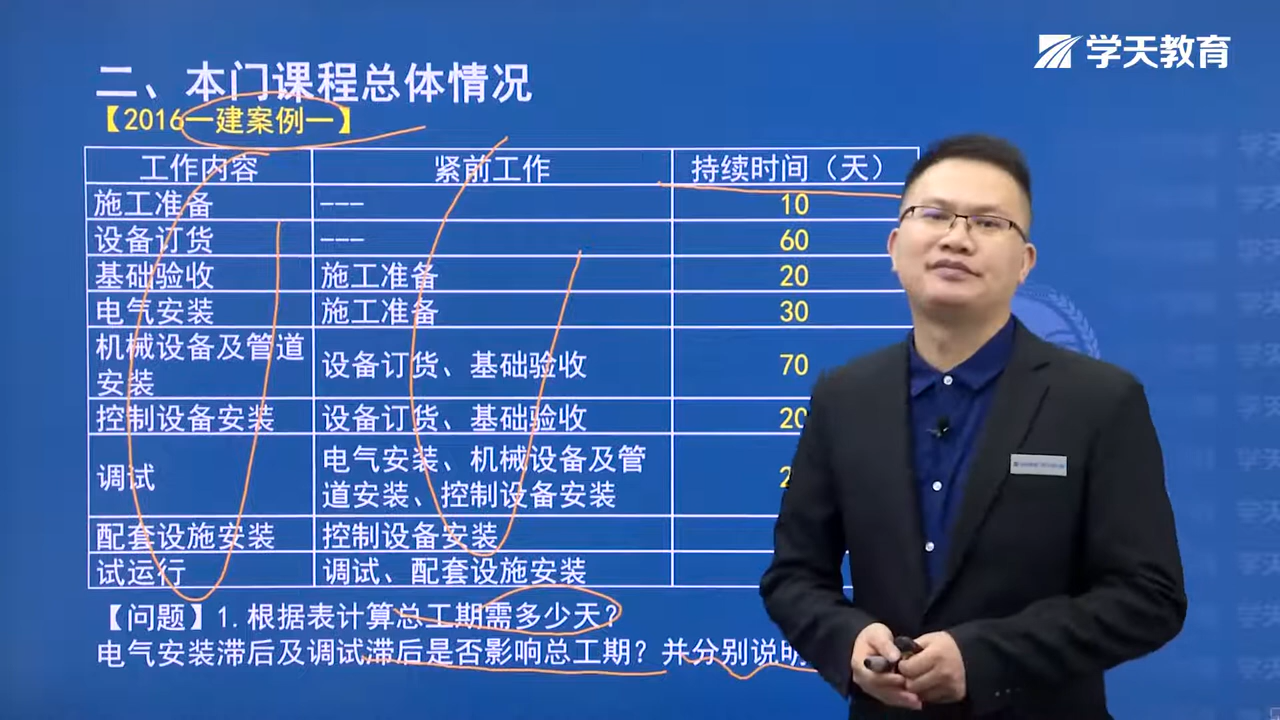 学天教育
二、本门课程总体情况
【2016一建案例一】
工作内容 紧前工作 持续时间（天）
施工准备 --- 10
设备订货 --- 60
基础验收 施工准备 20
电气安装 施工准备 30
机械设备及管道安装 设备订货、基础验收 70
控制设备安装 设备订货、基础验收 20
调试 电气安装、机械设备及管
道安装、控制设备安装
配套设施安装 控制设备安装
试运行 调试、配套设施安装
【问题】1.根据表计算总工期需多少天？
电气安装滞后及调试滞后是否影响总工期？并分别说明